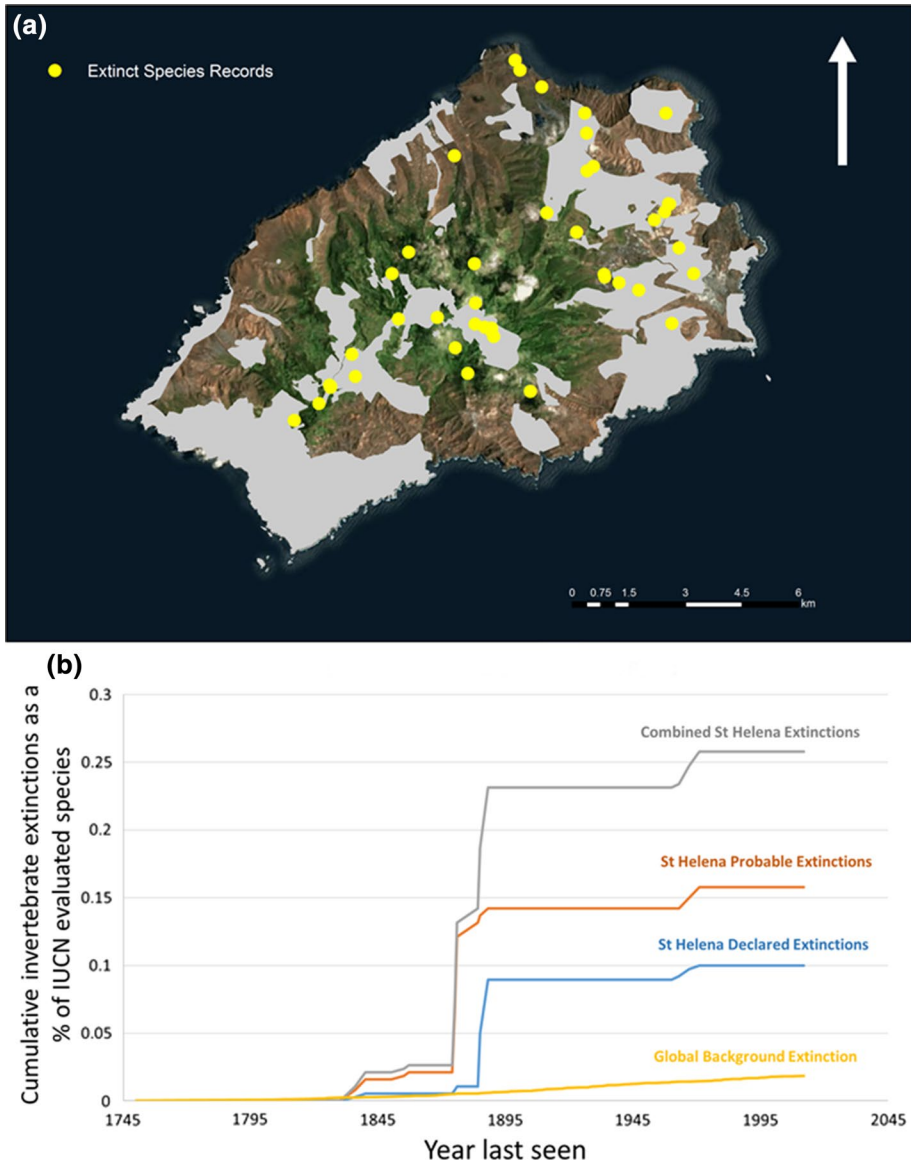 (a)
Extinct Species Records
0 0.75 1.5 3 4.5 6
km
(b)
Cumulative invertebrate extinctions as a
% of IUCN evaluated species
0.3
0.25
0.2
0.15
0.1
0.05
0
Combined St Helena Extinctions
St Helena Probable Extinctions
St Helena Declared Extinctions
Global Background Extinction
1745 1795 1845 1895 1945 1995 2045
Year last seen